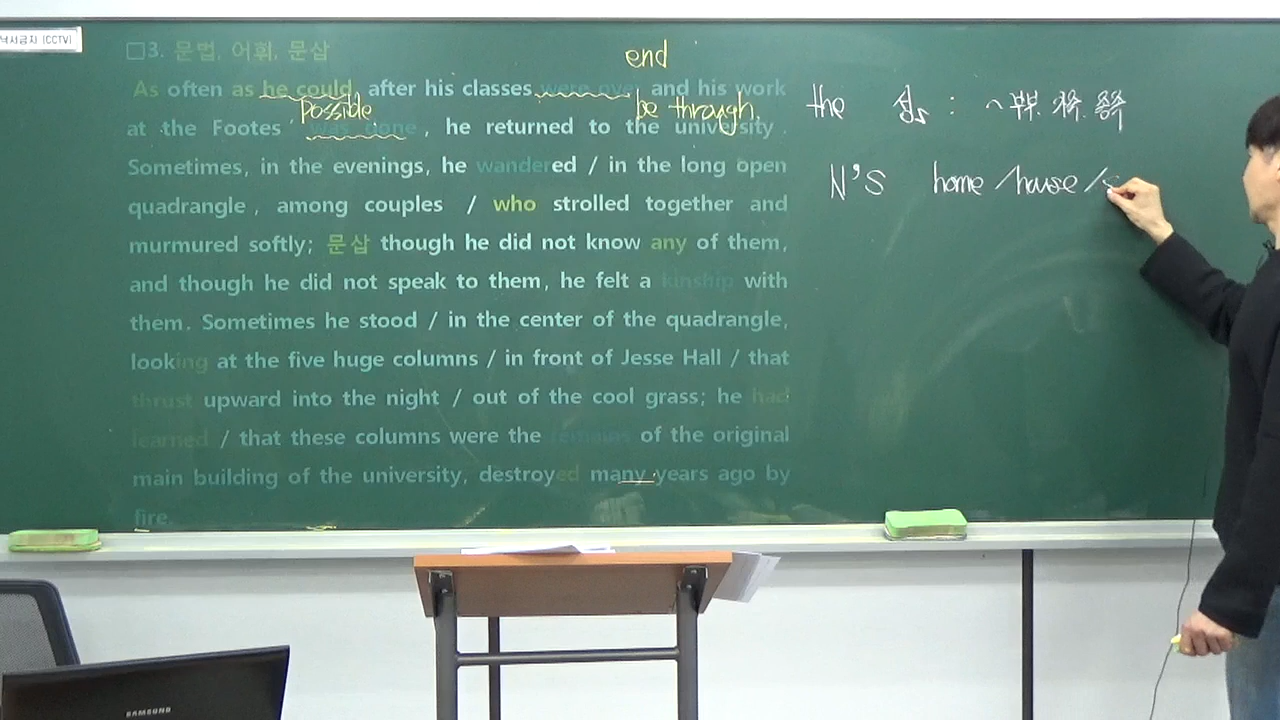 낙서금지 (CCTV)
□3. 문법, 어휘, 문삽
end
As often as he could, after his classes were over and his work
possible
be through.
at the Footes' was done, he returned to the university.
Sometimes, in the evenings, he wandered / in the long open
quadrangle, among couples / who strolled together and
murmured softly; 문삽 though he did not know any of them,
and though he did not speak to them, he felt a kinship with
them. Sometimes he stood / in the center of the quadrangle,
looking at the five huge columns / in front of Jesse Hall / that
thrust upward into the night / out of the cool grass; he had
learned / that these columns were the remains of the original
main building of the university, destroyed many years ago by
fire.
the 성s :
N's home / house /
SAMSUNG